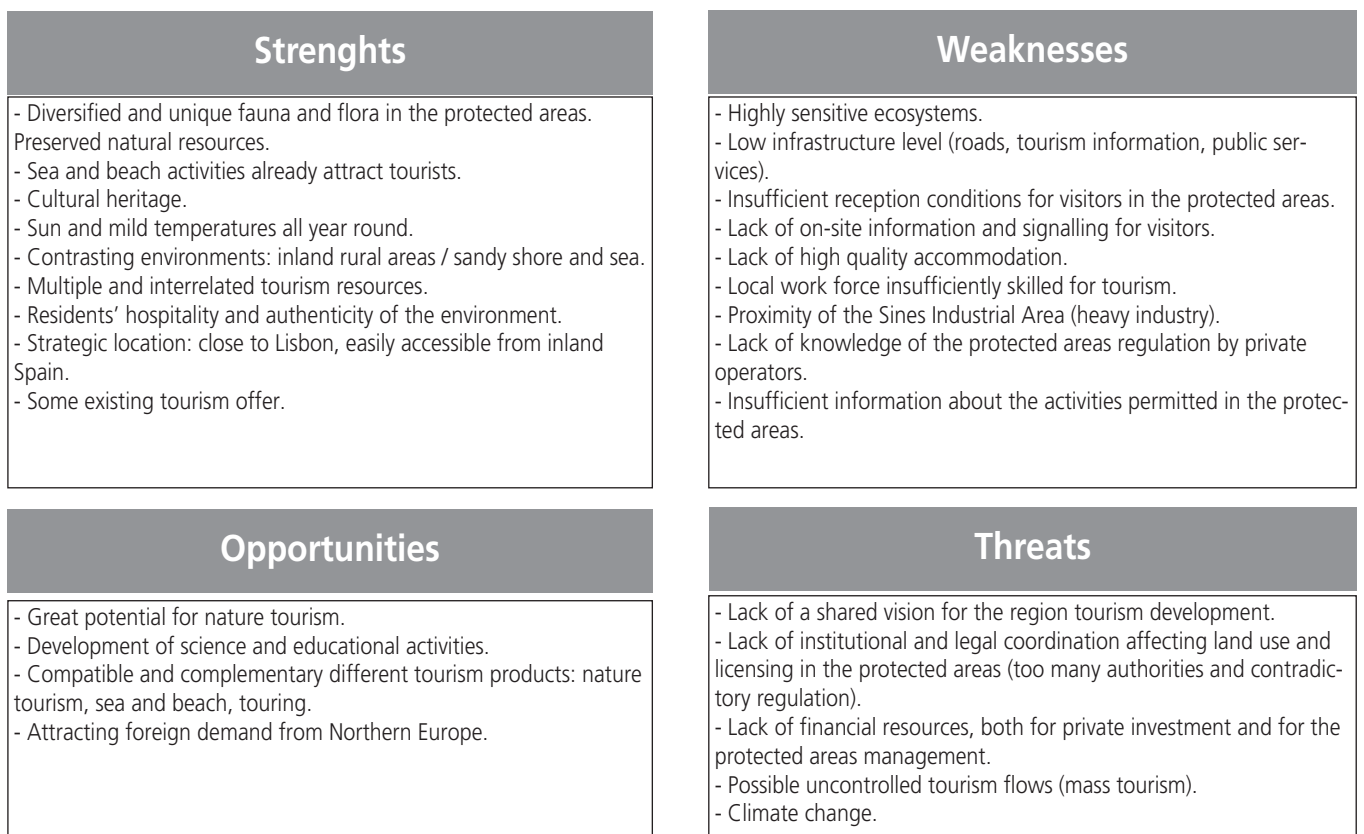 Strenghts
- Diversified and unique fauna and flora in the protected areas.
Preserved natural resources.
- Sea and beach activities already attract tourists.
- Cultural heritage.
- Sun and mild temperatures all year round.
- Contrasting environments: inland rural areas / sandy shore and sea.
- Multiple and interrelated tourism resources.
- Residents’ hospitality and authenticity of the environment.
- Strategic location: close to Lisbon, easily accessible from inland
Spain.
- Some existing tourism offer.
Weaknesses
- Highly sensitive ecosystems.
- Low infrastructure level (roads, tourism information, public ser-
vices).
- Insufficient reception conditions for visitors in the protected areas.
- Lack of on-site information and signalling for visitors.
- Lack of high quality accommodation.
- Local work force insufficiently skilled for tourism.
- Proximity of the Sines Industrial Area (heavy industry).
- Lack of knowledge of the protected areas regulation by private
operators.
- Insufficient information about the activities permitted in the protec-
ted areas.
Opportunities
- Great potential for nature tourism.
- Development of science and educational activities.
- Compatible and complementary different tourism products: nature
tourism, sea and beach, touring.
- Attracting foreign demand from Northern Europe.
Threats
- Lack of a shared vision for the region tourism development.
- Lack of institutional and legal coordination affecting land use and
licensing in the protected areas (too many authorities and contradic-
tory regulation).
- Lack of financial resources, both for private investment and for the
protected areas management.
- Possible uncontrolled tourism flows (mass tourism).
- Climate change.